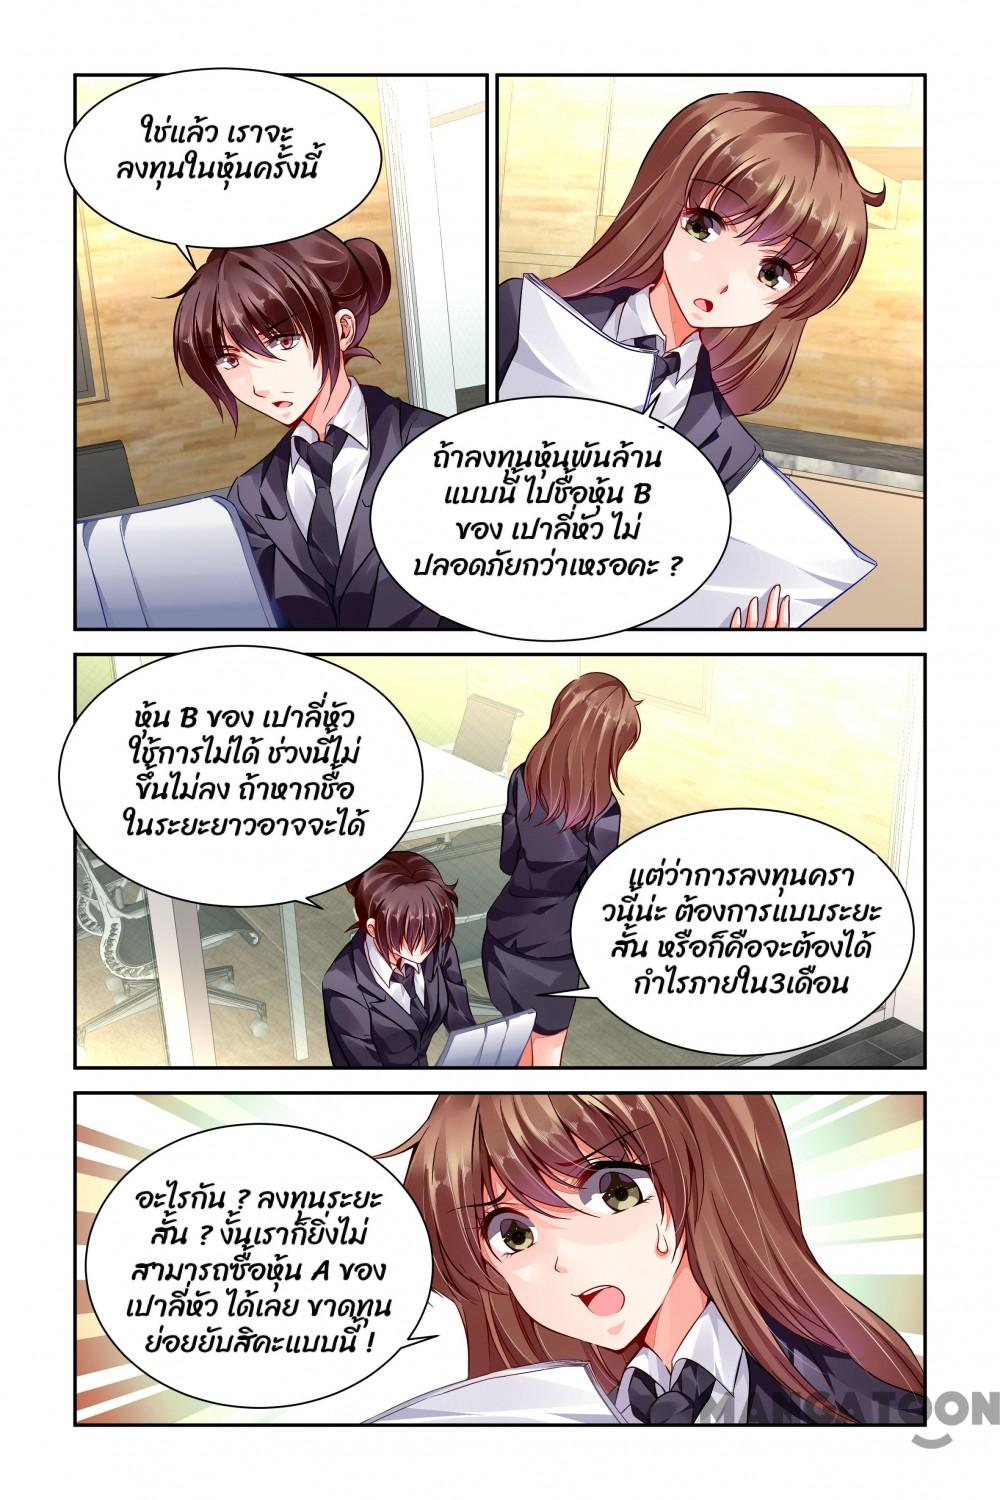 ใช่แล้ว เราจะ
ลงทุนในหุ้นครั้งนี้
ถ้าลงทุนหุ้นพันล้าน
แบบนี้ ไปซื้อหุ้น B
ของ เปาลี่หัว ไม่
ปลอดภัยกว่าเหรอคะ ?
หุ้น B ของ เปาลี่หัว
ใช้การไม่ได้ ช่วงนี้ไม่
ขึ้นไม่ลง ถ้าหากซื้อ
ในระยะยาวอาจจะได้
แต่ว่าการลงทุนครา
วนี้น่ะ ต้องการแบบระยะ
สั้น หรือก็คือจะต้องได้
กำไรภายใน3เดือน
อะไรกัน ? ลงทุนระยะ
สั้น ? งั้นเราก็ยิ่งไม่
สามารถซื้อหุ้น A ของ
เปาลี่หัว ได้เลย ขาดทุน
ย่อยยับสิคะแบบนี้ !
MANGATOON